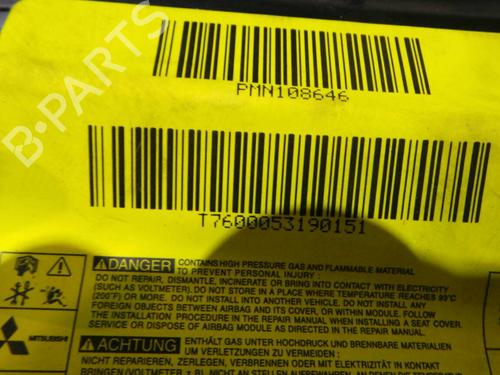 PMN108646
T7600053190151
DANGER CONTAINS HIGH PRESSURE GAS AND FLAMMABLE MATERIAL
TO PREVENT PERSONAL INJURY:
DO NOT REPAIR, DISMANTLE, INCINERATE OR BRING INTO CONTACT WITH ELECTRICITY
(SUCH AS VOLTMETER). DO NOT STORE IN A PLACE WHERE TEMPERATURE REACHES 93°C
(200°F) OR MORE. DO NOT INSTALL INTO ANOTHER VEHICLE. DO NOT INSTALL ANY
FOREIGN OBJECTS BETWEEN AIRBAG AND ITS COVER, OR WITHIN MODULE. FOLLOW
THE INSTALLATION PROCEDURE IN THE REPAIR MANUAL WHEN INSTALLING A SEAT COVER.
SERVICE OR DISPOSE OF AIRBAG MODULE AS DIRECTED IN THE REPAIR MANUAL.
MITSUBISHI
ACHTUNG ENTHÄLT GAS UNTER HOCHDRUCK UND BRENNBARE MATERIALIEN
UM VERLETZUNGEN ZU VERMEIDEN:
NICHT REPARIEREN, ZERLEGEN, VERBRENNEN ODER MIT ELEKTRIZITÄT IN KONTAKT